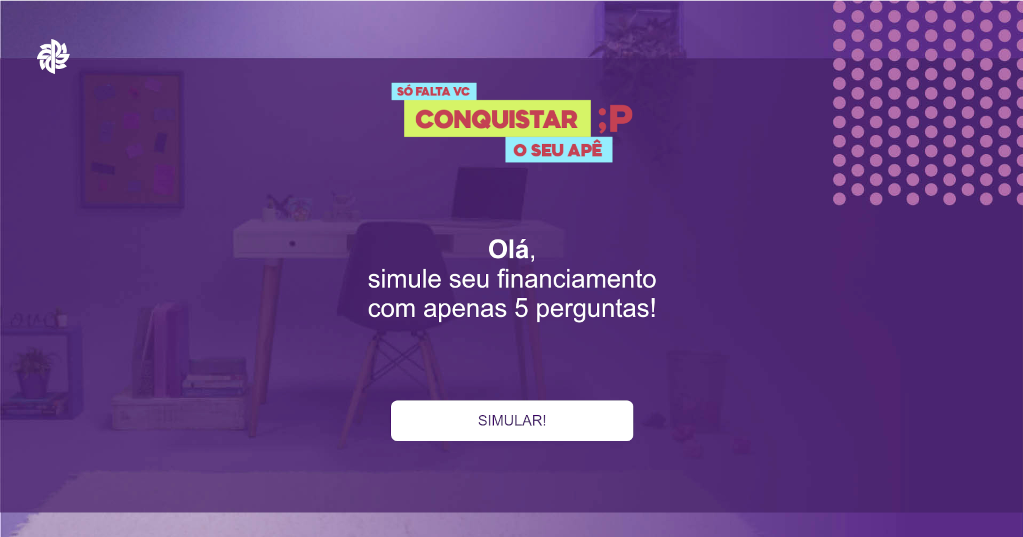 SÓ FALTA VC
CONQUISTAR ;P
O SEU APÊ
Olá,
simule seu financiamento
com apenas 5 perguntas!
SIMULAR!